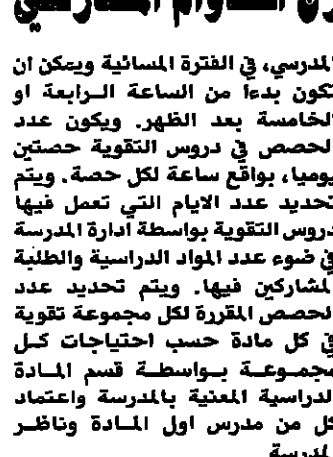 الدوام المدرسي
المدرسي، في الفترة المسائية ويمكن ان
تكون بدءا من الساعة الرابعة او
الخامسة بعد الظهر. ويكون عدد
الحصص في دروس التقوية حصتين
يوميا، بواقع ساعة لكل حصة. ويتم
تحديد عدد الايام التي تعمل فيها
دروس التقوية بواسطة ادارة المدرسة
في ضوء عدد المواد الدراسية والطلبة
المشاركين فيها. ويتم تحديد عدد
الحصص المقررة لكل مجموعة تقوية
في كل مادة حسب احتياجات كل
مجموعة بواسطة قسم المادة
الدراسية المعنية بالمدرسة واعتماد
كل من مدرس اول المادة وناظر
المدرسة